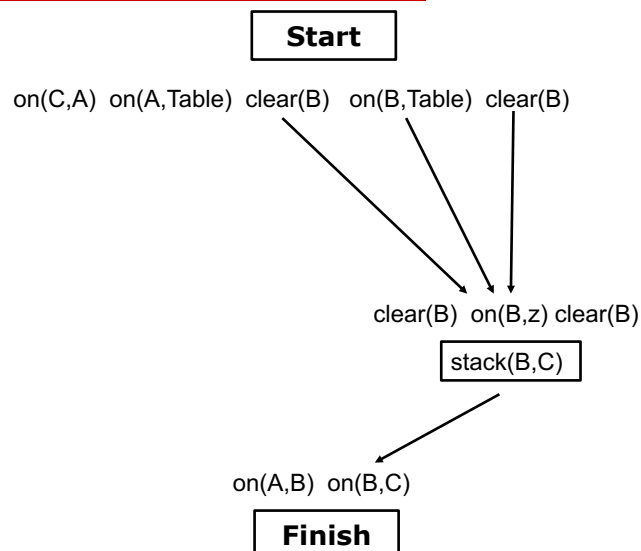 Start
on(C,A) on(A,Table) clear(B) on(B,Table) clear(B)
clear(B) on(B,z) clear(B)
stack(B,C)
on(A,B) on(B,C)
Finish